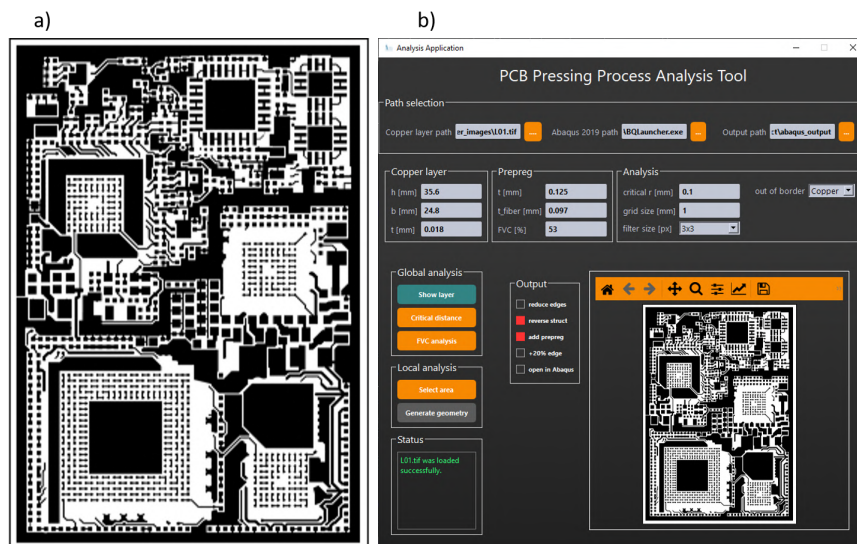 a)
b)
Analysis Application
PCB Pressing Process Analysis Tool
Path selection
Copper layer path er_images\L01.tif ... Abaqus 2019 path \BQLauncher.exe ... Output path :t\abaqus_output ...
Copper layer
h [mm] 35.6
b [mm] 24.8
t [mm] 0.018
Prepreg
t [mm] 0.125
t_fiber [mm] 0.097
FVC [%] 53
Analysis
critical r [mm] 0.1
grid size [mm] 1
filter size [px] 3x3
out of border Copper
Global analysis
Show layer
Critical distance
FVC analysis
Local analysis
Select area
Generate geometry
Status
L01.tif was loaded
successfully.
Output
reduce edges
reverse struct
add prepreg
+20% edge
open in Abaqus